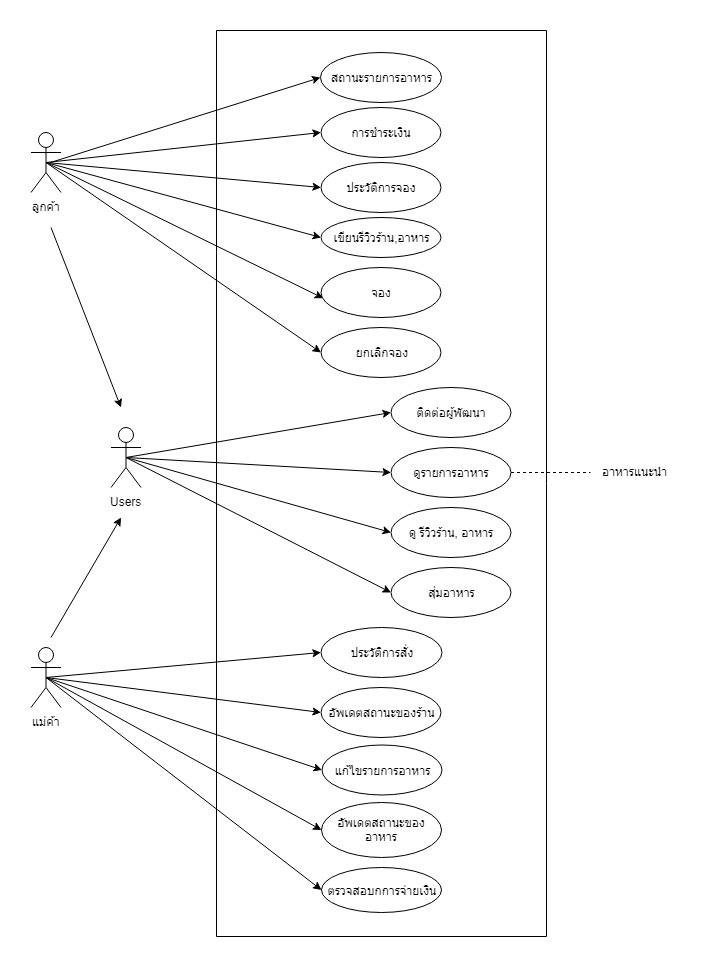 สถานะรายการอาหาร
การชำระเงิน
ประวัติการจอง
ลูกค้า
เขียนรีวิวร้าน,อาหาร
จอง
ยกเลิกจอง
ติดต่อผู้พัฒนา
ดูรายการอาหาร
อาหารแนะนำ
Users
ดู รีวิวร้าน, อาหาร
สุ่มอาหาร
ประวัติการสั่ง
อัพเดตสถานะของร้าน
แม่ค้า
แก้ไขรายการอาหาร
อัพเดตสถานะของ
อาหาร
ตรวจสอบกการจ่ายเงิน